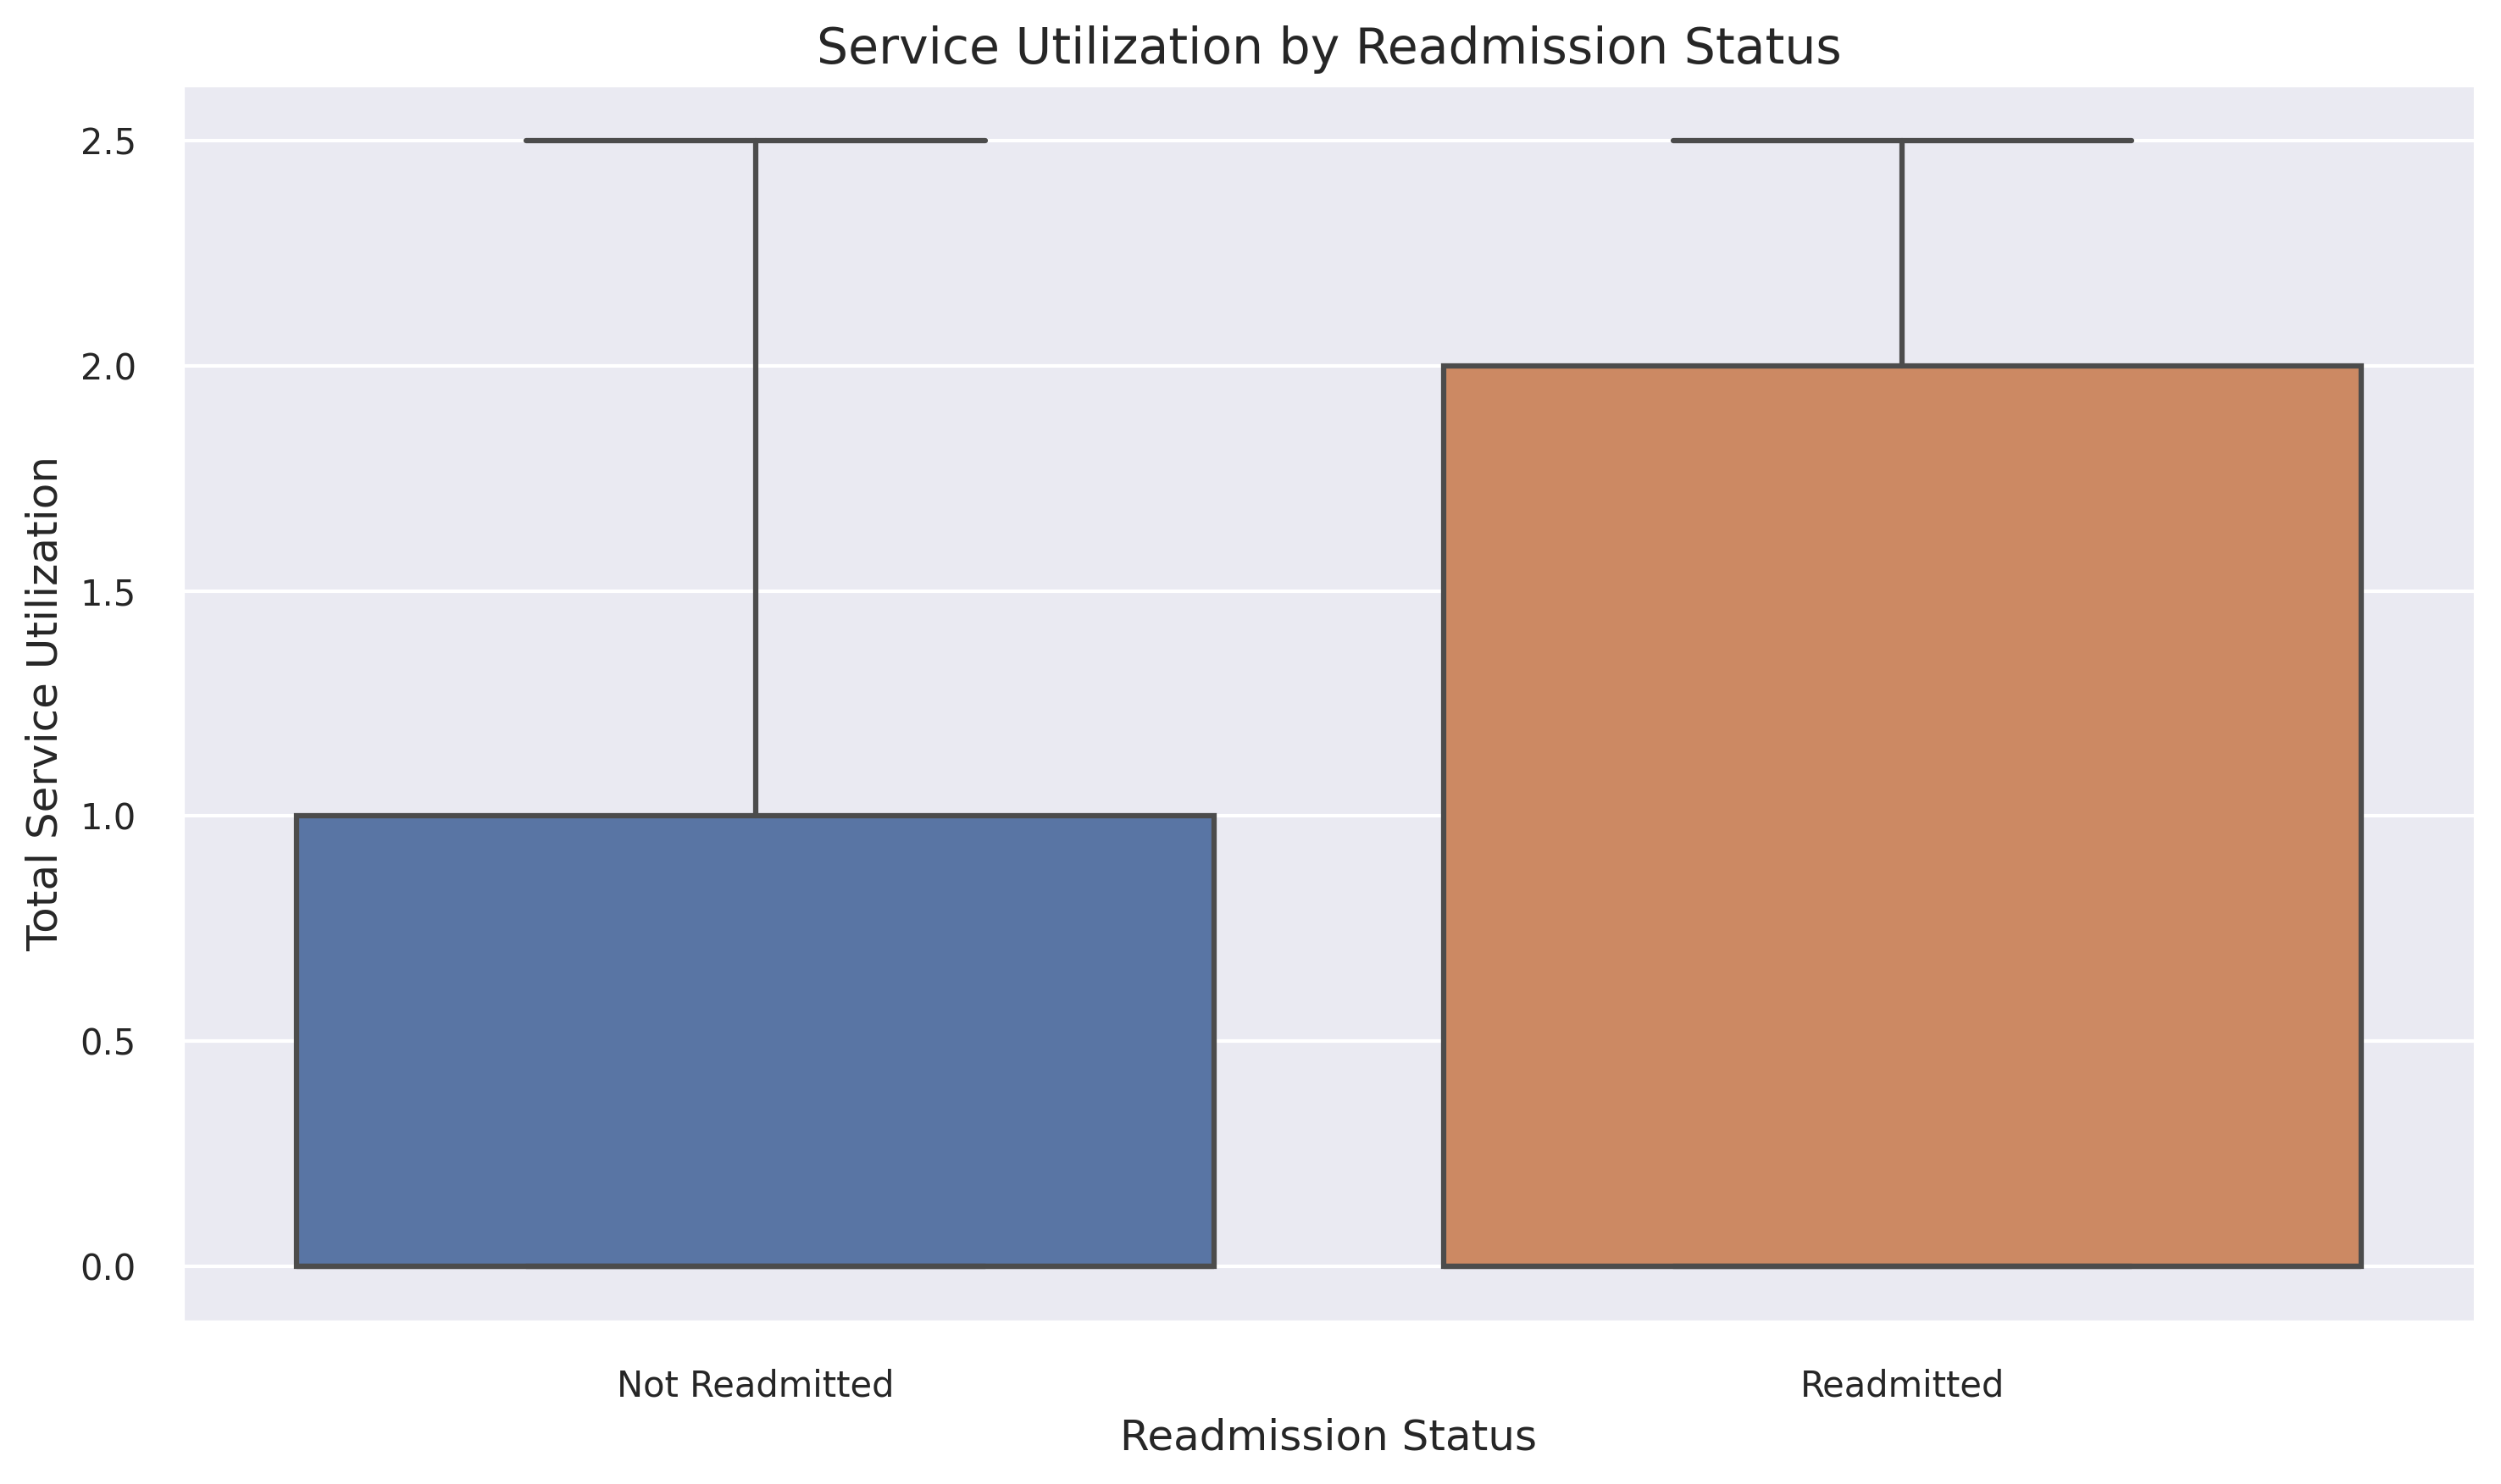 Service Utilization by Readmission Status
Total Service Utilization
2.5
2.0
1.5
1.0
0.5
0.0
Not Readmitted
Readmitted
Readmission Status